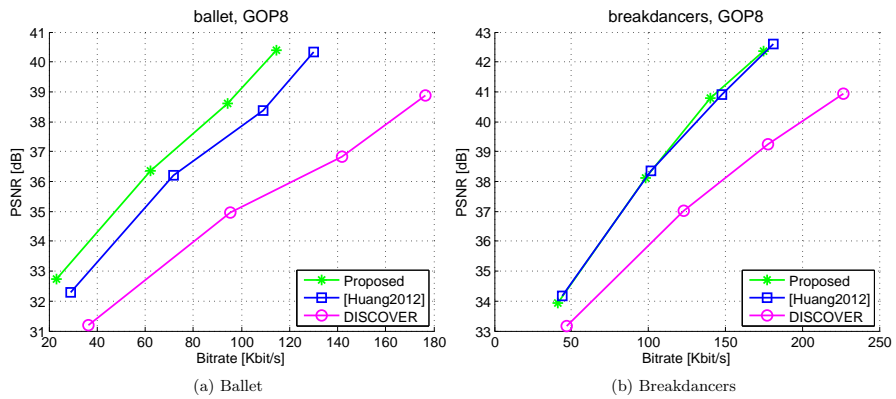 ballet, GOP8
41
40
39
38
37
36
35
34
33
32
31
PSNR [dB]
20 40 60 80 100 120 140 160 180
Bitrate [Kbit/s]
Proposed
[Huang2012]
DISCOVER
(a) Ballet
breakdancers, GOP8
43
42
41
40
39
38
37
36
35
34
33
PSNR [dB]
0 50 100 150 200 250
Bitrate [Kbit/s]
Proposed
[Huang2012]
DISCOVER
(b) Breakdancers